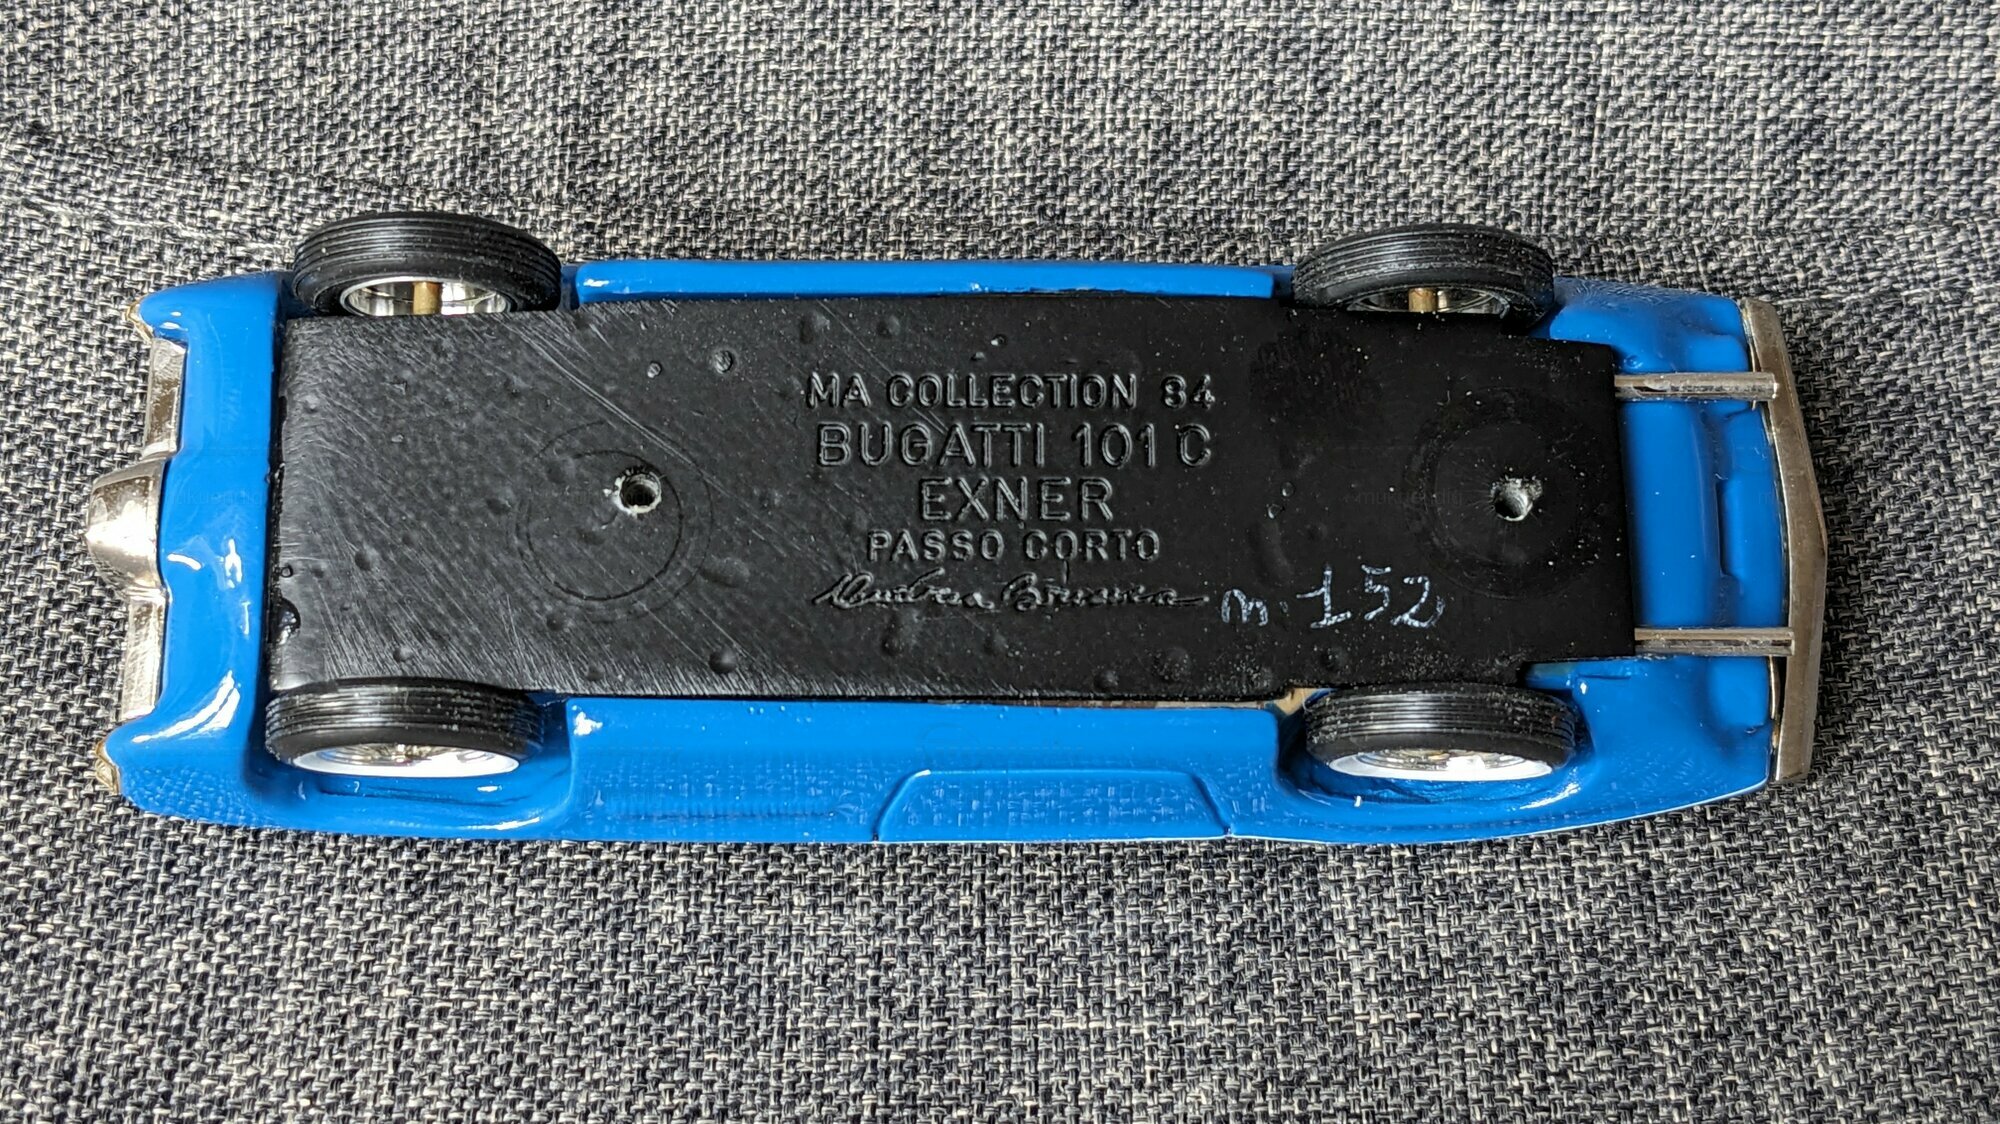 MA COLLECTION 84
BUGATTI 101 C
EXNER
PASSO CORTO
n. 152